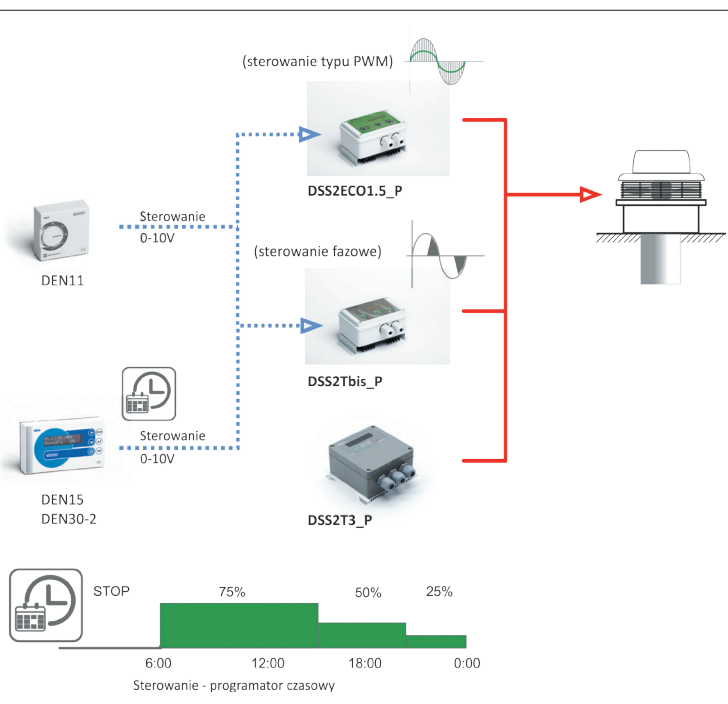 (sterowanie typu PWM)
DSS2ECO1.5_P
Sterowanie
0-10V
DEN11
(sterowanie fazowe)
DSS2Tbis_P
Sterowanie
0-10V
DEN15
DEN30-2
DSS2T3_P
STOP 75% 50% 25%
6:00 12:00 18:00 0:00
Sterowanie - programator czasowy